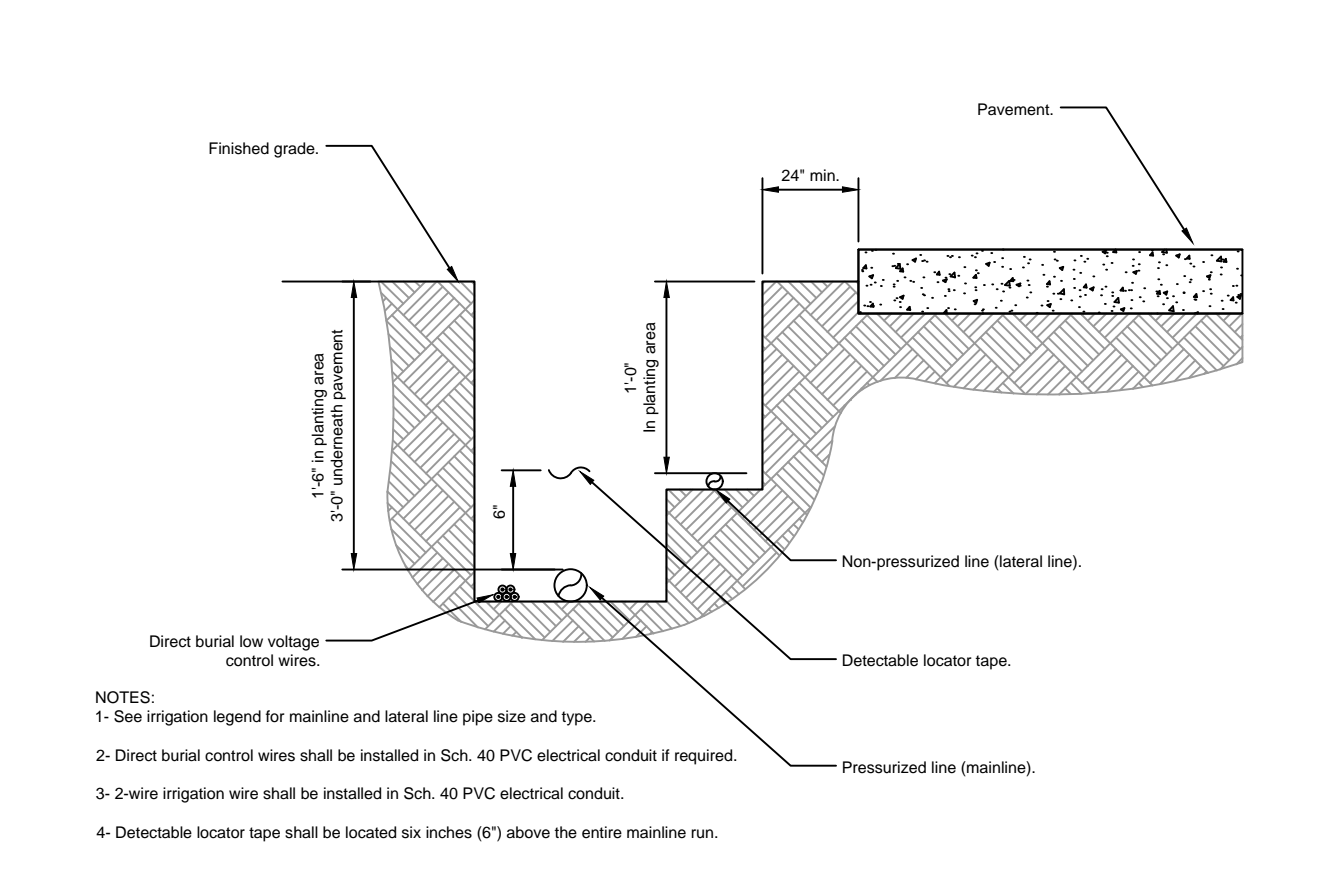 Pavement.
Finished grade.
24" min.
1'-6" in planting area
3'-0" underneath pavement
1'-0"
In planting area
6"
Non-pressurized line (lateral line).
Direct burial low voltage
control wires.
Detectable locator tape.
Pressurized line (mainline).
NOTES:
1- See irrigation legend for mainline and lateral line pipe size and type.
2- Direct burial control wires shall be installed in Sch. 40 PVC electrical conduit if required.
3- 2-wire irrigation wire shall be installed in Sch. 40 PVC electrical conduit.
4- Detectable locator tape shall be located six inches (6") above the entire mainline run.